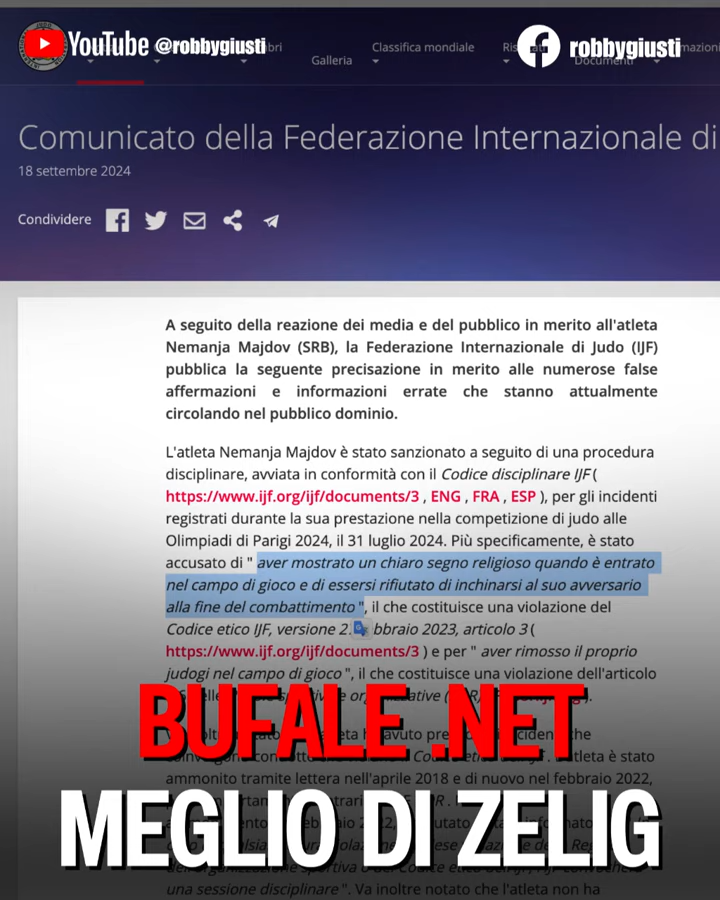 YouTube @robbygiusti
robbygiusti
Galleria
Classifica mondiale
Documenti
Comunicato della Federazione Internazionale di
18 settembre 2024
Condividere
A seguito della reazione dei media e del pubblico in merito all'atleta
Nemanja Majdov (SRB), la Federazione Internazionale di Judo (IJF)
pubblica la seguente precisazione in merito alle numerose false
affermazioni e informazioni errate che stanno attualmente
circolando nel pubblico dominio.
L'atleta Nemanja Majdov è stato sanzionato a seguito di una procedura
disciplinare, avviata in conformità con il Codice disciplinare IJF (
https://www.ijf.org/ijf/documents/3 , ENG , FRA , ESP ), per gli incidenti
registrati durante la sua prestazione nella competizione di judo alle
Olimpiadi di Parigi 2024, il 31 luglio 2024. Più specificamente, è stato
accusato di " aver mostrato un chiaro segno religioso quando è entrato
nel campo di gioco e di essersi rifiutato di inchinarsi al suo avversario
alla fine del combattimento ", il che costituisce una violazione del
Codice etico IJF, versione 2. bbraio 2023, articolo 3 (
https://www.ijf.org/ijf/documents/3 ) e per " aver rimosso il proprio
judogi nel campo di gioco ", il che costituisce una violazione dell'articolo
BUFALE .NET
L'atleta è stato
ammonito tramite lettera nell'aprile 2018 e di nuovo nel febbraio 2022,
MEGLIO DI ZELIG
una sessione disciplinare ". Va inoltre notato che l'atleta non ha